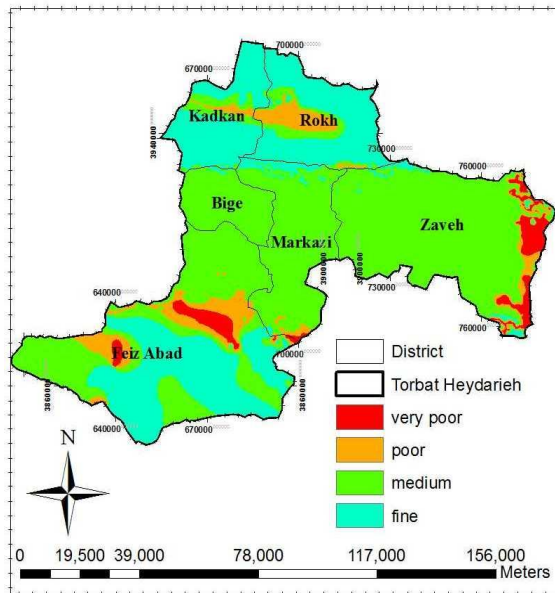 700000
670000
Kadkan
Rokh
3940000
730000
760000
Bige
Zaveh
Markazi
3900000
730000
640000
760000
Feiz Abad
District
Torbat Heydarieh
3860000
3860000
very poor
640000
670000
poor
N
medium
fine
0 19,500 39,000 78,000 117,000 156,000
Meters